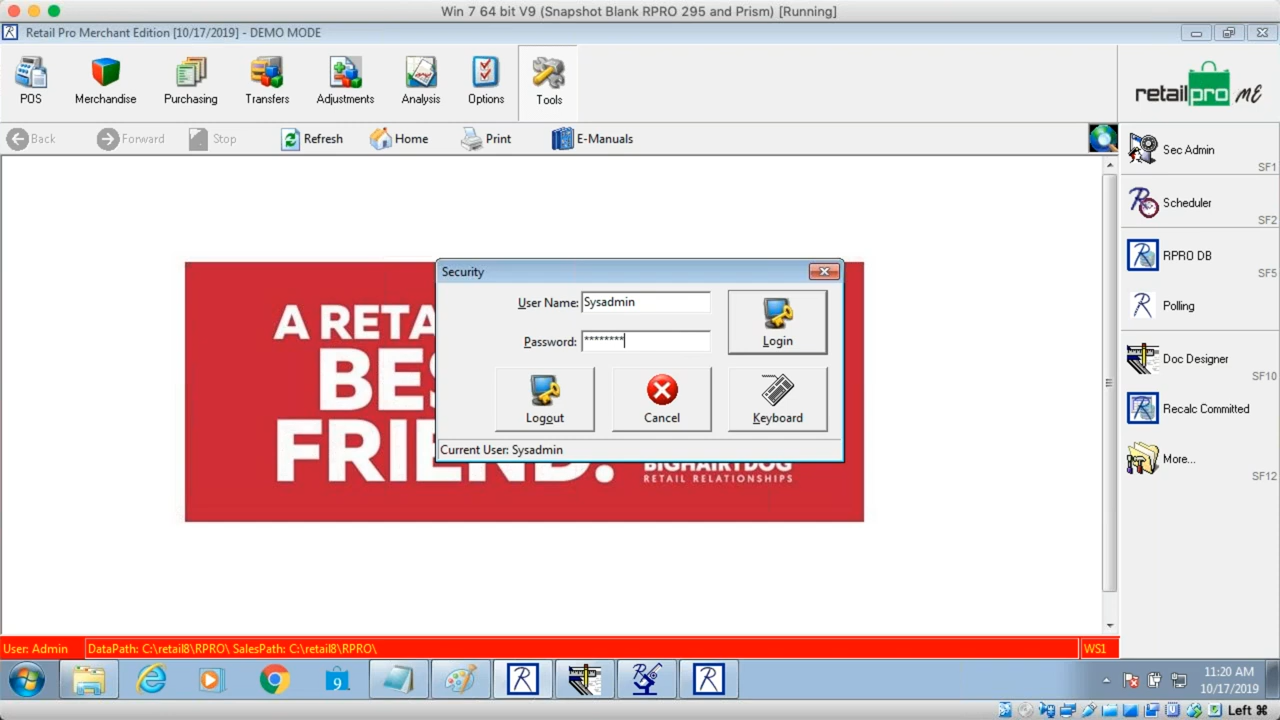 Win 7 64 bit V9 (Snapshot Blank RPRO 295 and Prism) [Running]
Retail Pro Merchant Edition [10/17/2019] - DEMO MODE
POS
Merchandise
Purchasing
Transfers
Adjustments
Analysis
Options
Tools
retailpro ME
Back
Forward
Stop
Refresh
Home
Print
E-Manuals
Sec Admin
SF1
Scheduler
SF2
RPRO DB
SF5
Polling
Doc Designer
SF10
Recalc Committed
More...
SF12
A RETA
BES
FRIEND.
BIGHAIRYDOG
RETAIL RELATIONSHIPS
Security
User Name: Sysadmin
Password: ********
Login
Logout
Cancel
Keyboard
Current User: Sysadmin
User: Admin
DataPath: C:\retail8\RPRO\ SalesPath: C:\retail8\RPRO\
WS1
9
11:20 AM
10/17/2019
Left ⌘